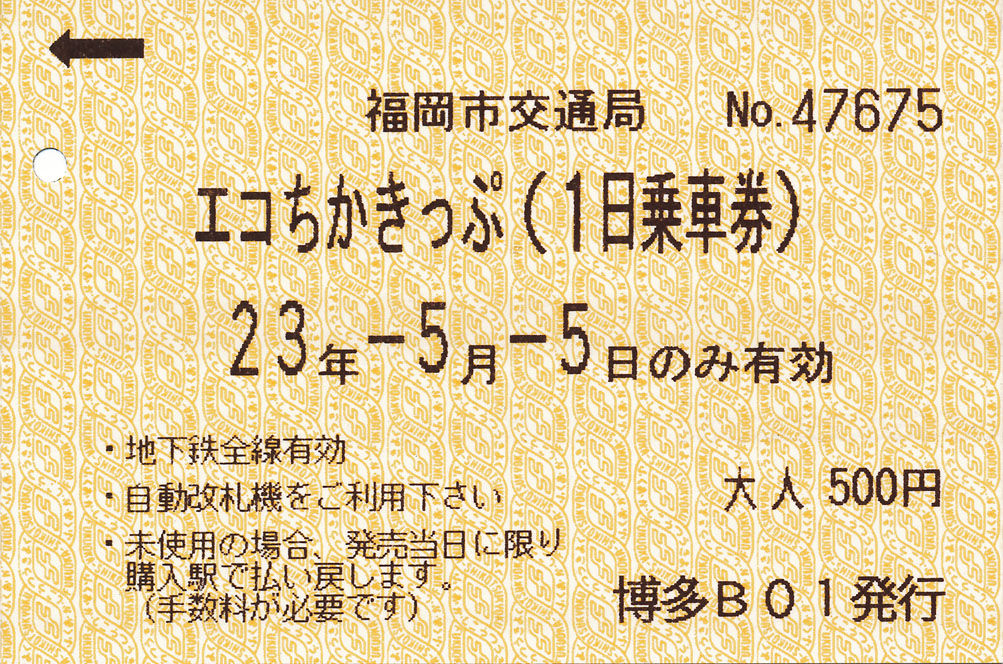 福岡市交通局 No.47675
エコちかきっぷ(1日乗車券)
23年-5月-5日のみ有効
・地下鉄全線有効
・自動改札機をご利用下さい
大人 500円
・未使用の場合、発売当日に限り
購入駅で払い戻します。
(手数料が必要です)
博多B01発行